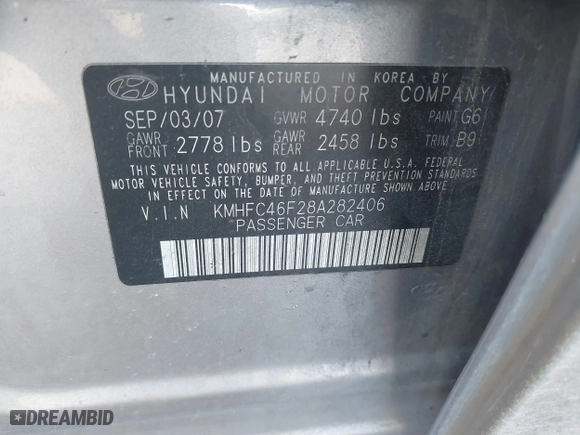 MANUFACTURED IN KOREA BY
HYUNDAI MOTOR COMPANY
SEP/03/07 GVWR 4740 lbs PAINT G6
GAWR FRONT 2778 lbs GAWR REAR 2458 lbs TRIM B9
THIS VEHICLE CONFORMS TO ALL APPLICABLE U.S.A. FEDERAL
MOTOR VEHICLE SAFETY, BUMPER, AND THEFT PREVENTION STANDARDS
IN EFFECT ON THE DATE OF MANUFACTURE SHOWN ABOVE.
V.I.N KMHFC46F28A282406
PASSENGER CAR
DREAMBID